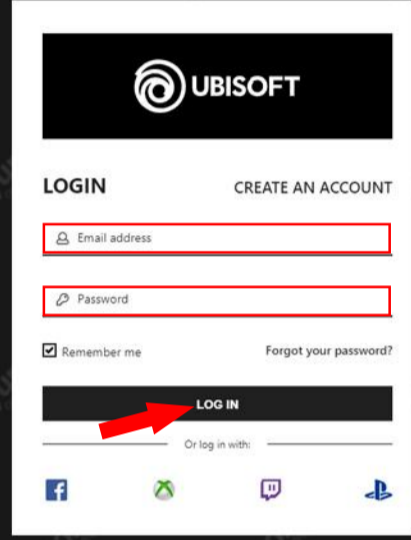 UBISOFT
LOGIN CREATE AN ACCOUNT
Email address
Password
Remember me Forgot your password?
LOG IN
Or log in with: